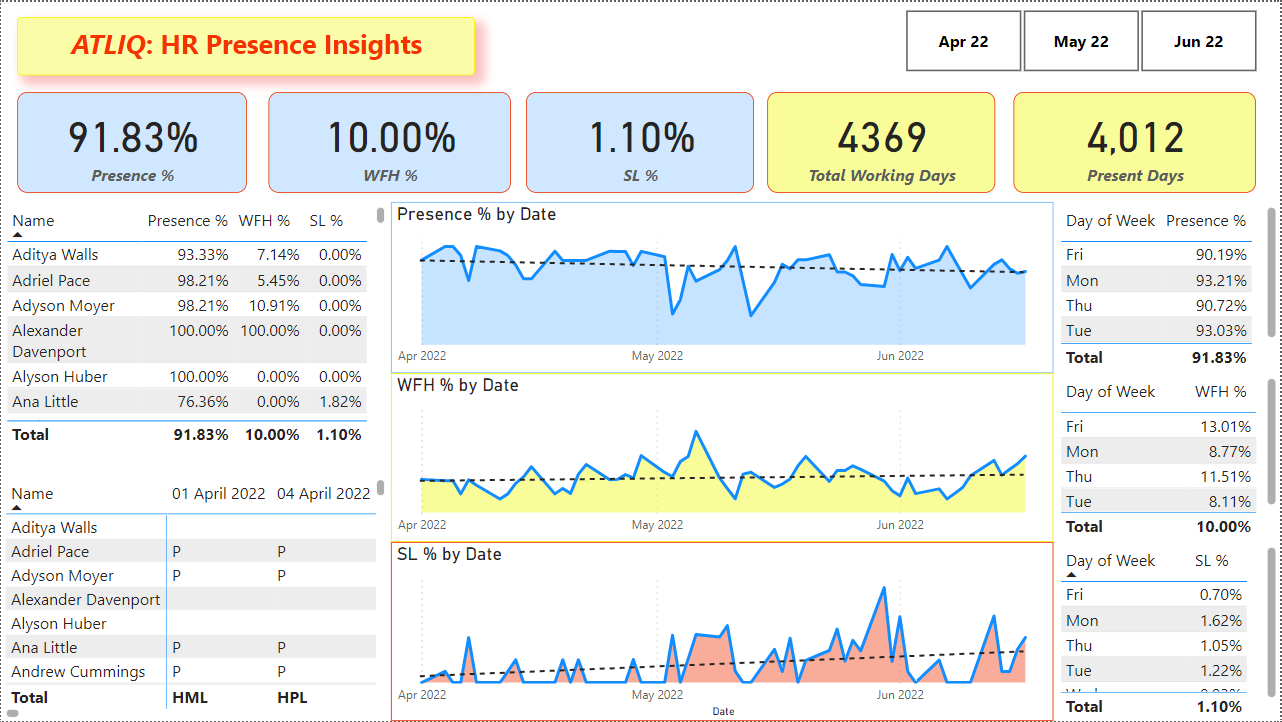 ATLIQ: HR Presence Insights
Apr 22 May 22 Jun 22
91.83% 10.00% 1.10% 4369 4,012
Presence % WFH % SL % Total Working Days Present Days
Name Presence % WFH % SL %
Aditya Walls 93.33% 7.14% 0.00%
Adriel Pace 98.21% 5.45% 0.00%
Adyson Moyer 98.21% 10.91% 0.00%
Alexander 100.00% 100.00% 0.00%
Davenport
Alyson Huber 100.00% 0.00% 0.00%
Ana Little 76.36% 0.00% 1.82%
Total 91.83% 10.00% 1.10%
Name 01 April 2022 04 April 2022
Aditya Walls
Adriel Pace P P
Adyson Moyer P P
Alexander Davenport
Alyson Huber
Ana Little P P
Andrew Cummings P P
Total HML HPL
Presence % by Date
Apr 2022 May 2022 Jun 2022
WFH % by Date
Apr 2022 May 2022 Jun 2022
SL % by Date
Apr 2022 May 2022 Jun 2022
Date
Day of Week Presence %
Fri 90.19%
Mon 93.21%
Thu 90.72%
Tue 93.03%
Total 91.83%
Day of Week WFH %
Fri 13.01%
Mon 8.77%
Thu 11.51%
Tue 8.11%
Total 10.00%
Day of Week SL %
Fri 0.70%
Mon 1.62%
Thu 1.05%
Tue 1.22%
Total 1.10%